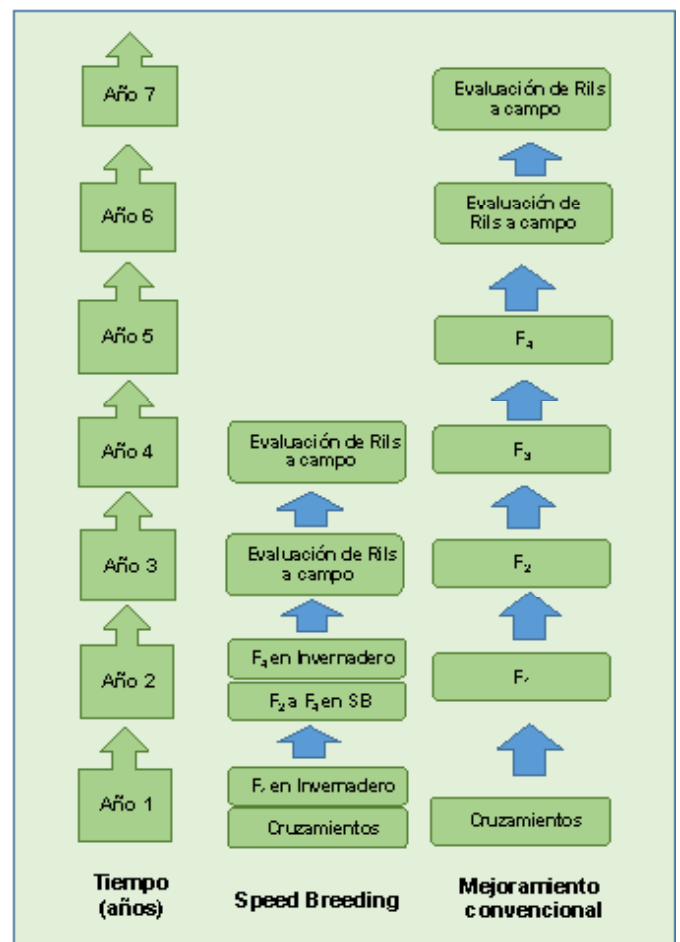 Año 7
Año 6
Año 5
Año 4
Año 3
Año 2
Año 1
Tiempo
(años)
Evaluación de Rils
a campo
Evaluación de Rils
a campo
F₄ en Invernadero
F₂ a F₄ en SB
F₁ en Invernadero
Cruzamientos
Speed Breeding
Evaluación de Rils
a campo
Evaluación de
Rils a campo
F₄
F₃
F₂
F₁
Cruzamientos
Mejoramiento
convencional